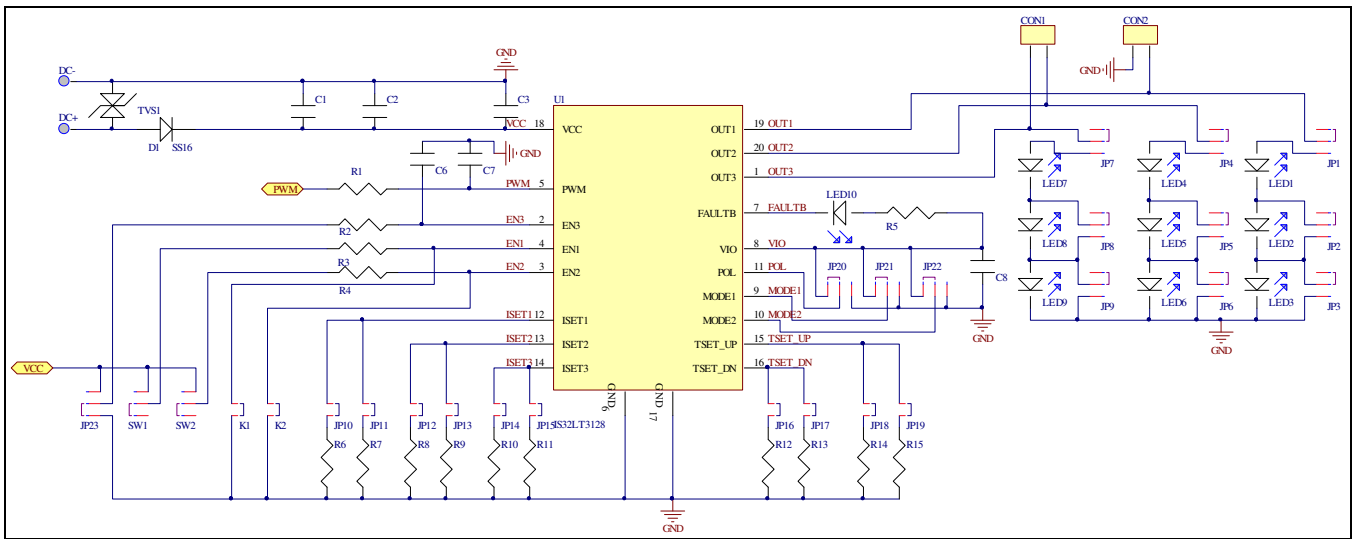 CON1
CON2
GND
DC-
GND
TVS1
C1
C2
C3
U1
DC+
D1
SS16
VCC 18 VCC
OUT1 19 OUT1
OUT2 20 OUT2
OUT3 1 OUT3
GND
C6
C7
R1
PWM
PWM 5 PWM
R2
EN3 2 EN3
EN1 4 EN1
R3
EN2 3 EN2
R4
ISET1 12 ISET1
ISET2 13 ISET2
ISET3 14 ISET3
FAULTB 7 FAULTB
LED10
R5
VIO 8 VIO
POL 11 POL
JP20
JP21
JP22
C8
MODE1 9 MODE1
MODE2 10 MODE2
GND
TSET_UP 15 TSET_UP
TSET_DN 16 TSET_DN
JP7
JP4
JP1
LED7
LED4
LED1
LED8
JP8
LED5
JP5
LED2
JP2
LED9
JP9
LED6
JP6
LED3
JP3
GND
VCC
JP23
SW1
SW2
K1
K2
JP10
JP11
JP12
JP13
JP14
JP15
IS32LT3128
GND 6
GND 17
JP16
JP17
JP18
JP19
R6
R7
R8
R9
R10
R11
R12
R13
R14
R15
GND